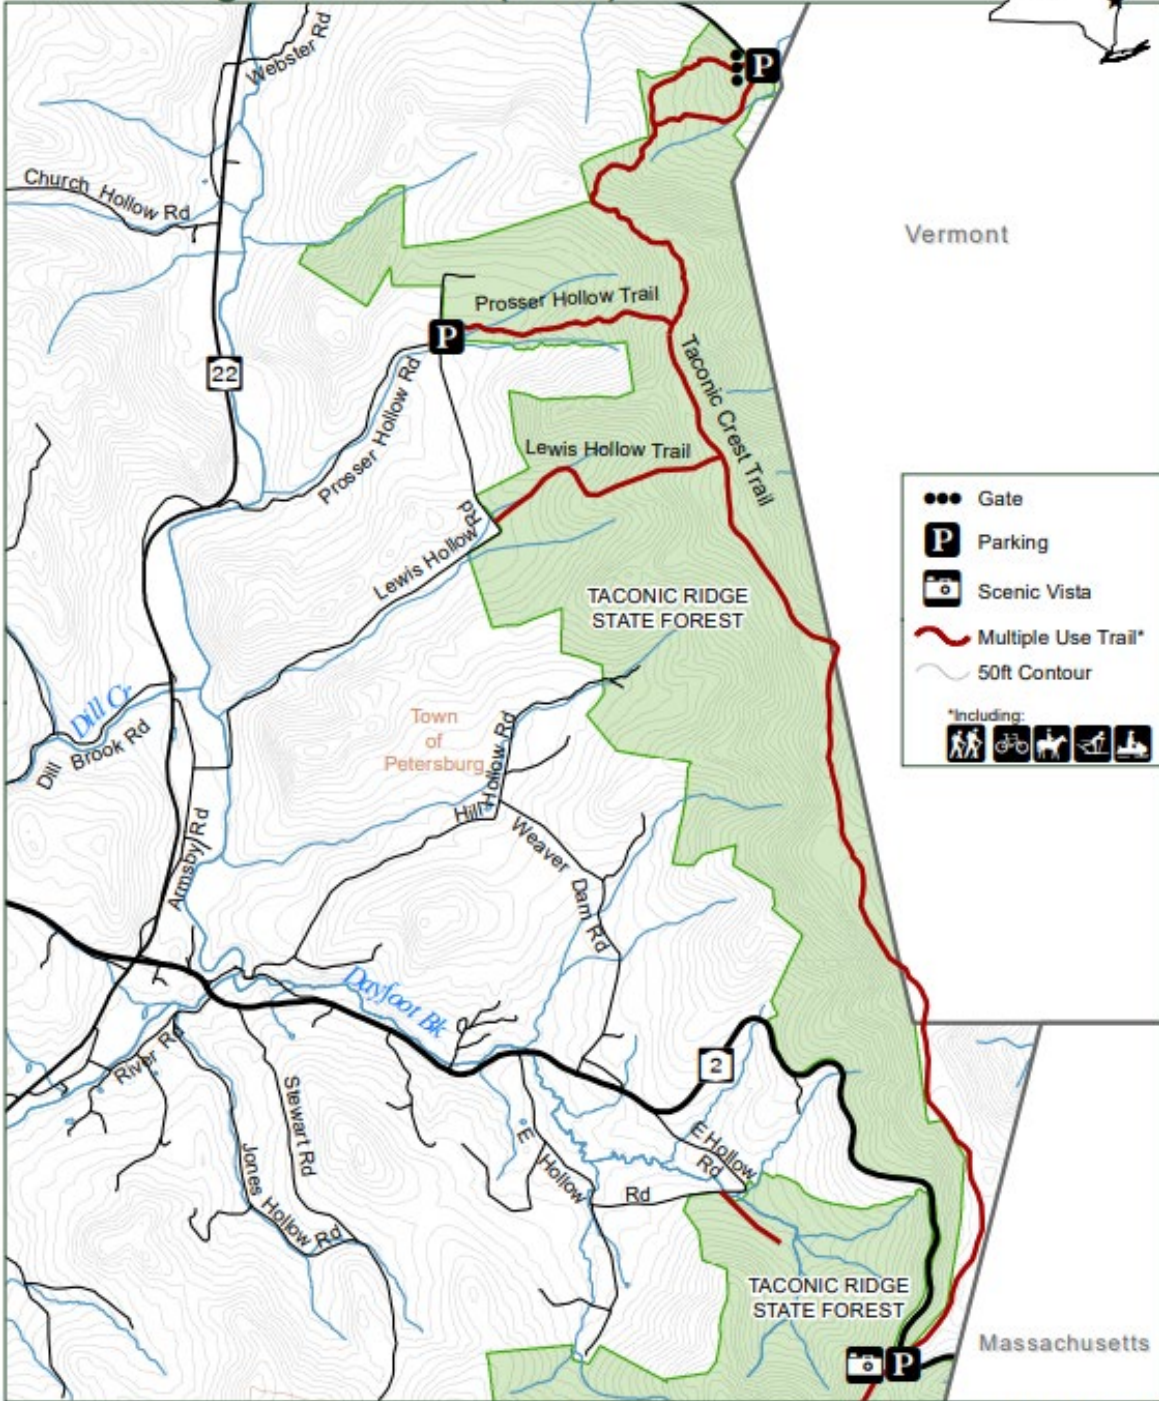 Webster Rd
P
Church Hollow Rd
Vermont
Prosser Hollow Trail
P
22
Taconic Crest Trail
Prosser Hollow Rd
Lewis Hollow Trail
Lewis Hollow Rd
Gate
P Parking
Scenic Vista
Multiple Use Trail*
50ft Contour
*Including:
TACONIC RIDGE
STATE FOREST
Dill Cr
Dill Brook Rd
Town
of
Petersburg
Hill Hollow Rd
Weaver Dam Rd
Armsby Rd
Dayfoot Bk
2
River Rd
Stewart Rd
Jones Hollow Rd
E Hollow Rd
E Hollow
Rd
TACONIC RIDGE
STATE FOREST
Massachusetts
P